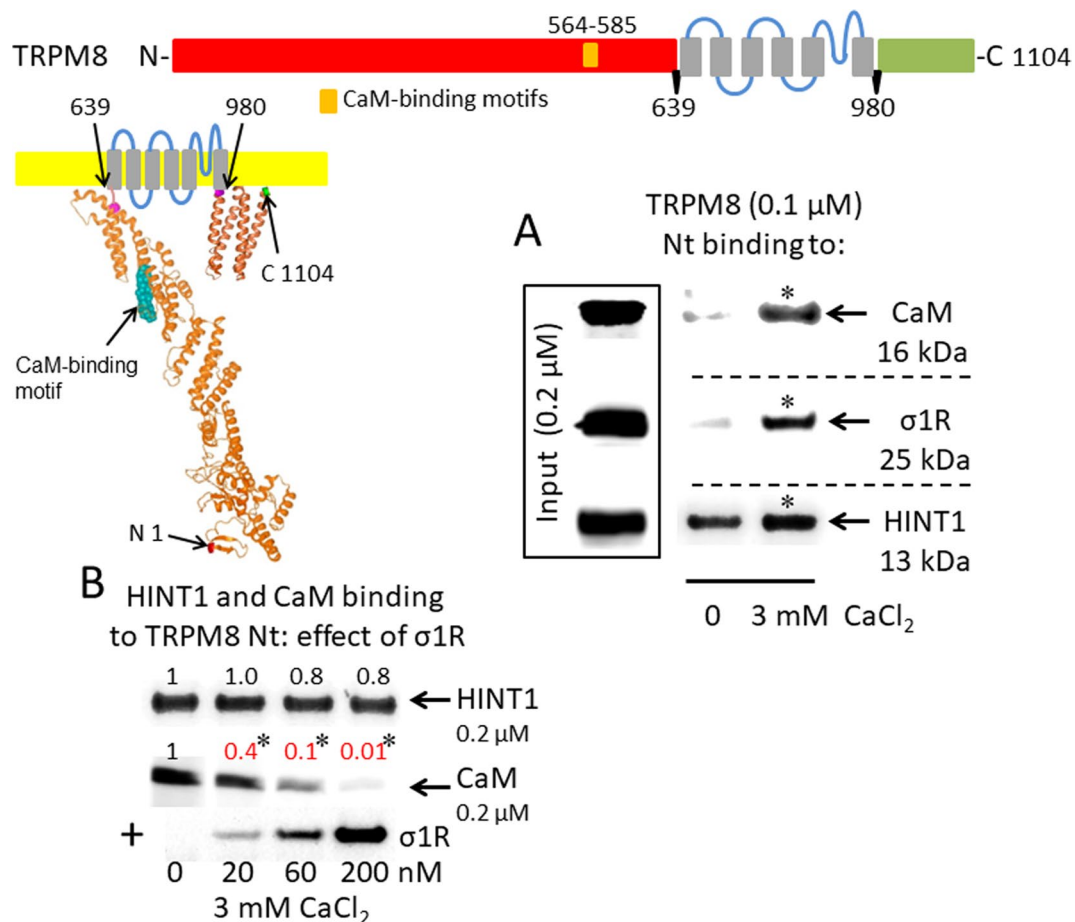 564-585
TRPM8 N- -C 1104
CaM-binding motifs
639 980
639 980
C 1104
CaM-binding
motif
N 1
A
TRPM8 (0.1 µM)
Nt binding to:
Input (0.2 µM)
*
CaM
16 kDa
*
σ1R
25 kDa
*
HINT1
13 kDa
0 3 mM CaCl₂
B
HINT1 and CaM binding
to TRPM8 Nt: effect of σ1R
1 1.0 0.8 0.8
HINT1
0.2 µM
1 0.4* 0.1* 0.01*
CaM
0.2 µM
+ σ1R
0 20 60 200 nM
3 mM CaCl₂